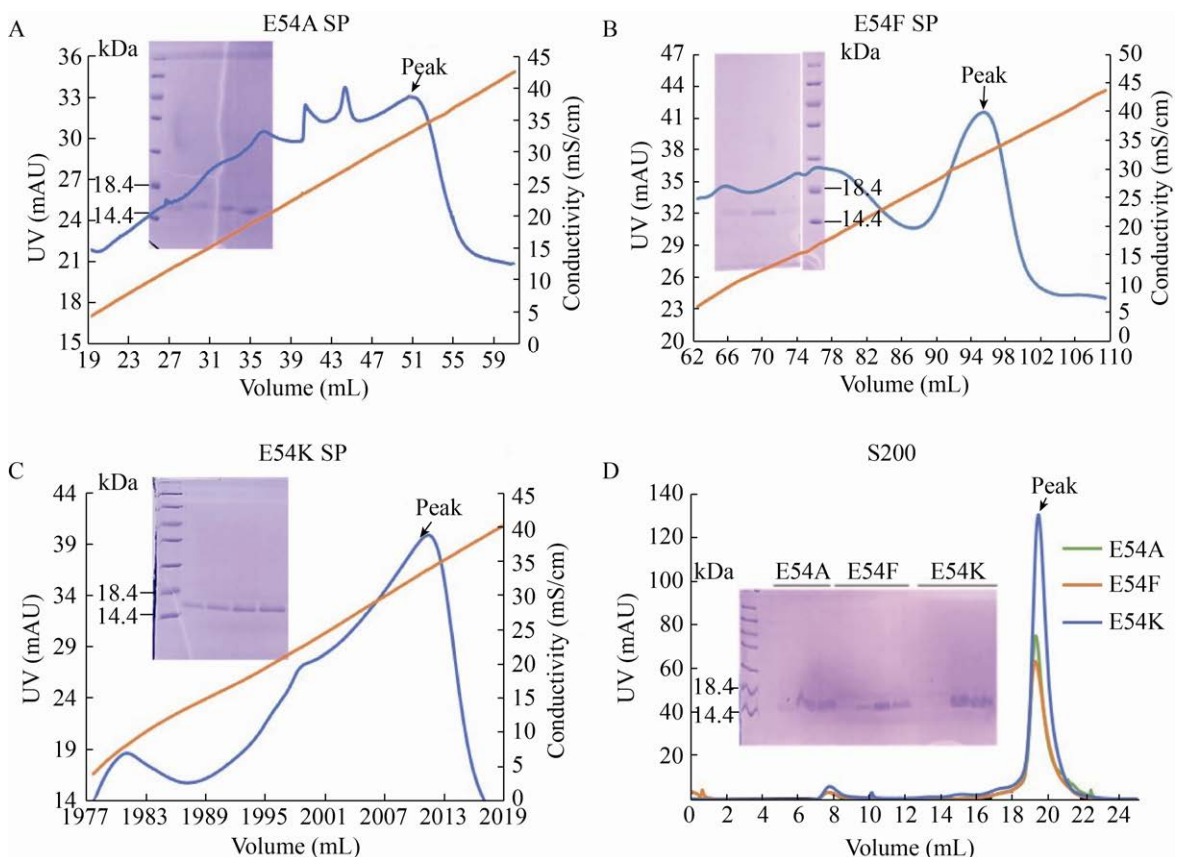 A
E54A SP
kDa
Peak
18.4
14.4
UV (mAU)
36
33
30
27
24
21
18
15
45
40
35
30
25
20
15
10
5
0
Conductivity (mS/cm)
19 23 27 31 35 39 43 47 51 55 59
Volume (mL)
B
E54F SP
kDa
Peak
18.4
14.4
UV (mAU)
47
44
41
38
35
32
29
26
23
20
50
45
40
35
30
25
20
15
10
5
0
Conductivity (mS/cm)
62 66 70 74 78 82 86 90 94 98 102 106 110
Volume (mL)
C
E54K SP
kDa
Peak
18.4
14.4
UV (mAU)
44
39
34
29
24
19
14
45
40
35
30
25
20
15
10
5
0
Conductivity (mS/cm)
1977 1983 1989 1995 2001 2007 2013 2019
Volume (mL)
D
S200
Peak
E54A
E54F
E54K
kDa
E54A E54F E54K
18.4
14.4
UV (mAU)
140
120
100
80
60
40
20
0 2 4 6 8 10 12 14 16 18 20 22 24
Volume (mL)